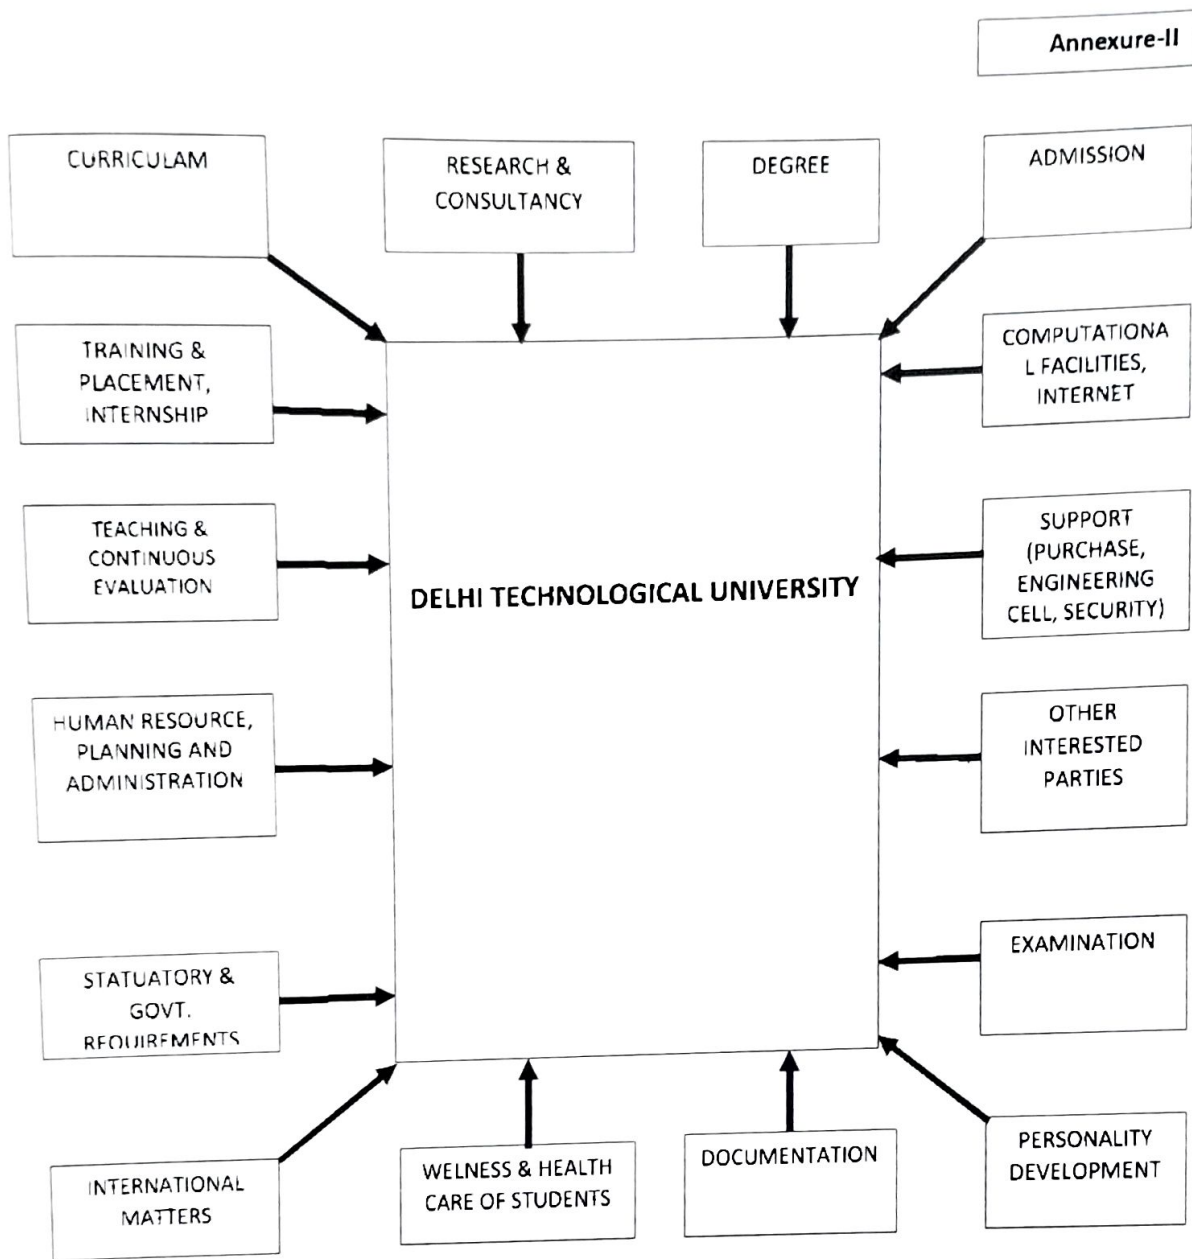 Annexure-II
CURRICULAM
RESEARCH &
CONSULTANCY
DEGREE
ADMISSION
TRAINING &
PLACEMENT,
INTERNSHIP
COMPUTATIONA
L FACILITIES,
INTERNET
TEACHING &
CONTINUOUS
EVALUATION
DELHI TECHNOLOGICAL UNIVERSITY
SUPPORT
(PURCHASE,
ENGINEERING
CELL, SECURITY)
HUMAN RESOURCE,
PLANNING AND
ADMINISTRATION
OTHER
INTERESTED
PARTIES
STATUATORY &
GOVT.
REQUIREMENTS
EXAMINATION
INTERNATIONAL
MATTERS
WELNESS & HEALTH
CARE OF STUDENTS
DOCUMENTATION
PERSONALITY
DEVELOPMENT